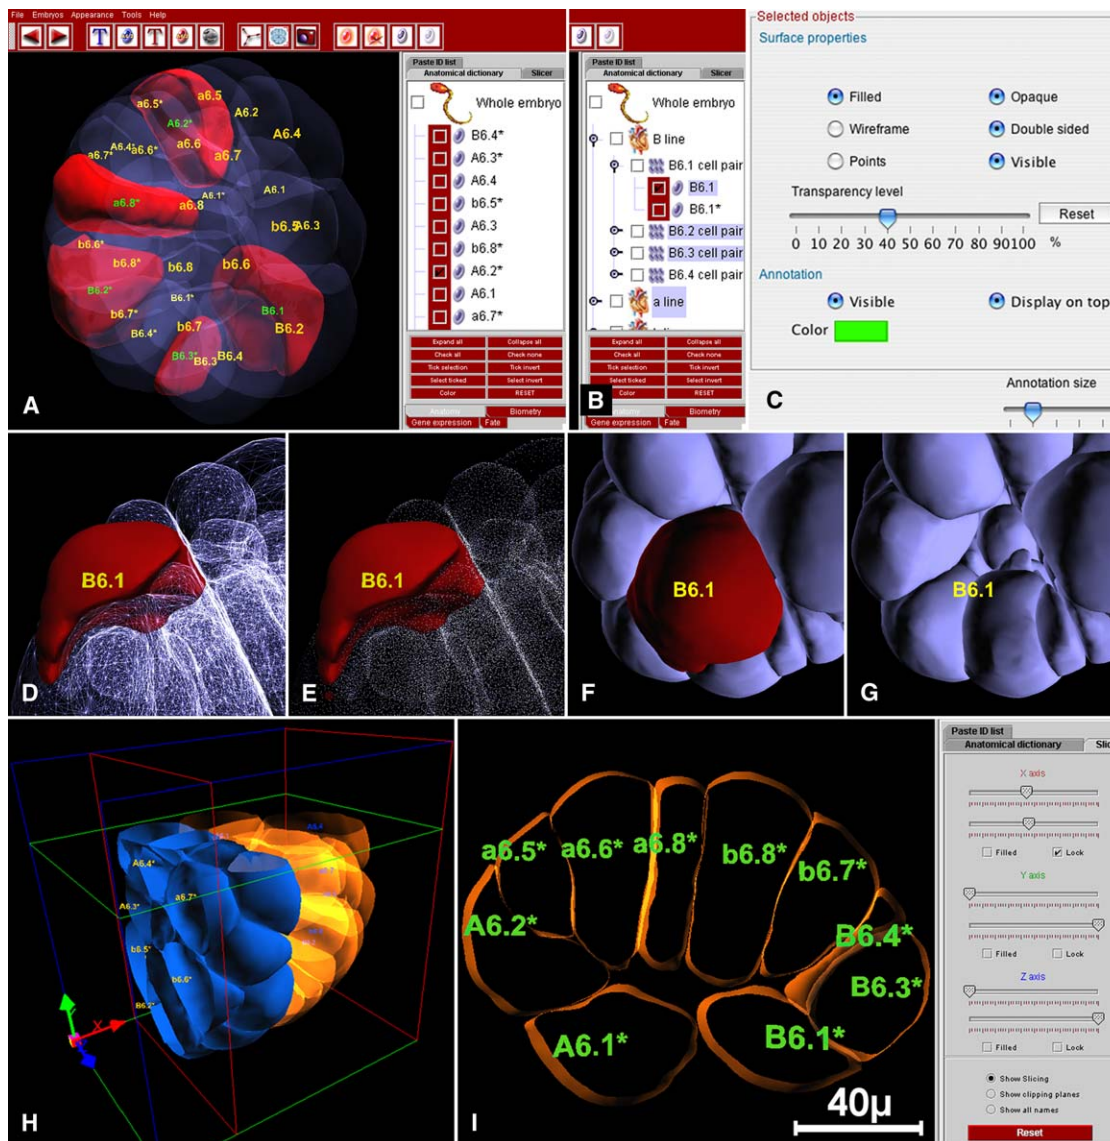 File Embryos Appearance Tools Help
Paste ID list
Anatomical dictionary Slicer
Whole embryo
B6.4*
A6.3*
A6.4
b6.5*
A6.3
b6.8*
A6.2*
A6.1
a6.7*
Expand all Collapse all
Check all Check none
Tick selection Tick invert
Select ticked Select invert
Color RESET
Anatomy Biometry
Gene expression Fate
a6.5*
a6.5
A6.2
A6.2*
A6.4
a6.6
A6.4*
a6.7*
a6.6*
a6.7
A6.1*
A6.1
a6.8*
a6.8
b6.5
A6.3
b6.6*
b6.8*
b6.8
b6.6
B6.2*
B6.1*
B6.1
b6.7*
b6.7
B6.2
B6.4*
B6.3*
B6.3
B6.4
A
Paste ID list
Anatomical dictionary Slicer
Whole embryo
B line
B6.1 cell pair
B6.1
B6.1*
B6.2 cell pair
B6.3 cell pair
B6.4 cell pair
a line
Expand all Collapse all
Check all Check none
Tick selection Tick invert
Select ticked Select invert
Color RESET
Anatomy Biometry
Gene expression Fate
B
Selected objects
Surface properties
Filled Opaque
Wireframe Double sided
Points Visible
Transparency level
Reset
0 10 20 30 40 50 60 70 80 90100 %
Annotation
Visible Display on top
Color
Annotation size
C
B6.1
D
B6.1
E
B6.1
F
B6.1
G
A6.4*
a6.7*
A6.3*
b6.5*
b6.6*
B6.2*
A6.4
X
H
a6.5*
a6.6*
a6.8*
b6.8*
b6.7*
A6.2*
B6.4*
B6.3*
A6.1*
B6.1*
40µ
I
Paste ID list
Anatomical dictionary Slic
X axis
Filled Lock
Y axis
Filled Lock
Z axis
Filled Lock
Show Slicing
Show clipping planes
Show all names
Reset